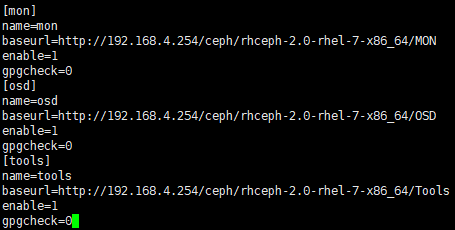 [mon]
name=mon
baseurl=http://192.168.4.254/ceph/rhceph-2.0-rhel-7-x86_64/MON
enable=1
gpgcheck=0
[osd]
name=osd
baseurl=http://192.168.4.254/ceph/rhceph-2.0-rhel-7-x86_64/OSD
enable=1
gpgcheck=0
[tools]
name=tools
baseurl=http://192.168.4.254/ceph/rhceph-2.0-rhel-7-x86_64/Tools
enable=1
gpgcheck=0